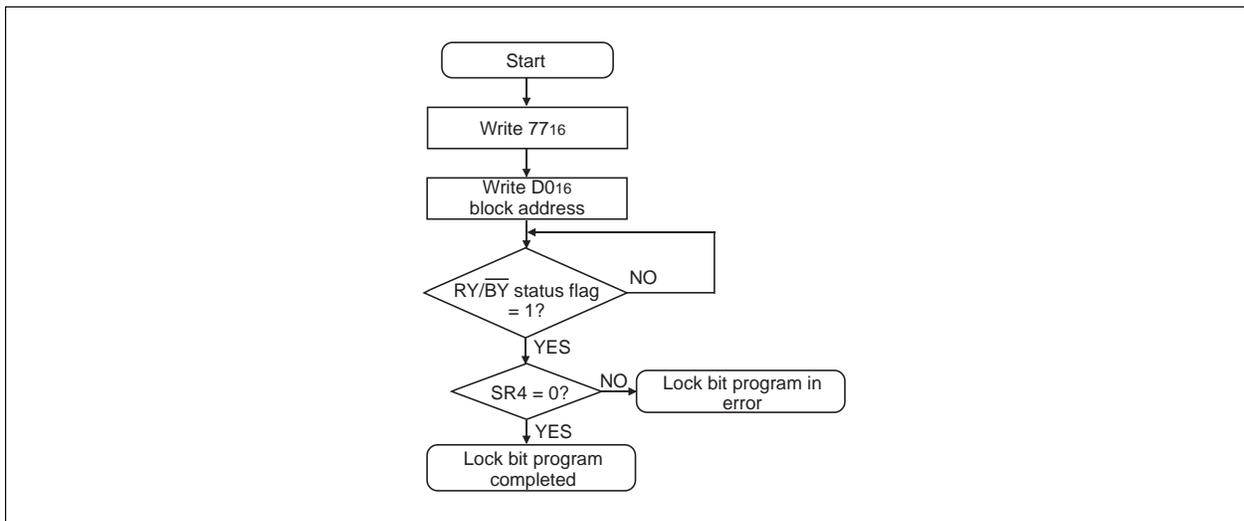 Start
Write 7716
Write D016
block address
RY/BY status flag
= 1?
NO
YES
SR4 = 0?
NO
Lock bit program in
error
YES
Lock bit program
completed